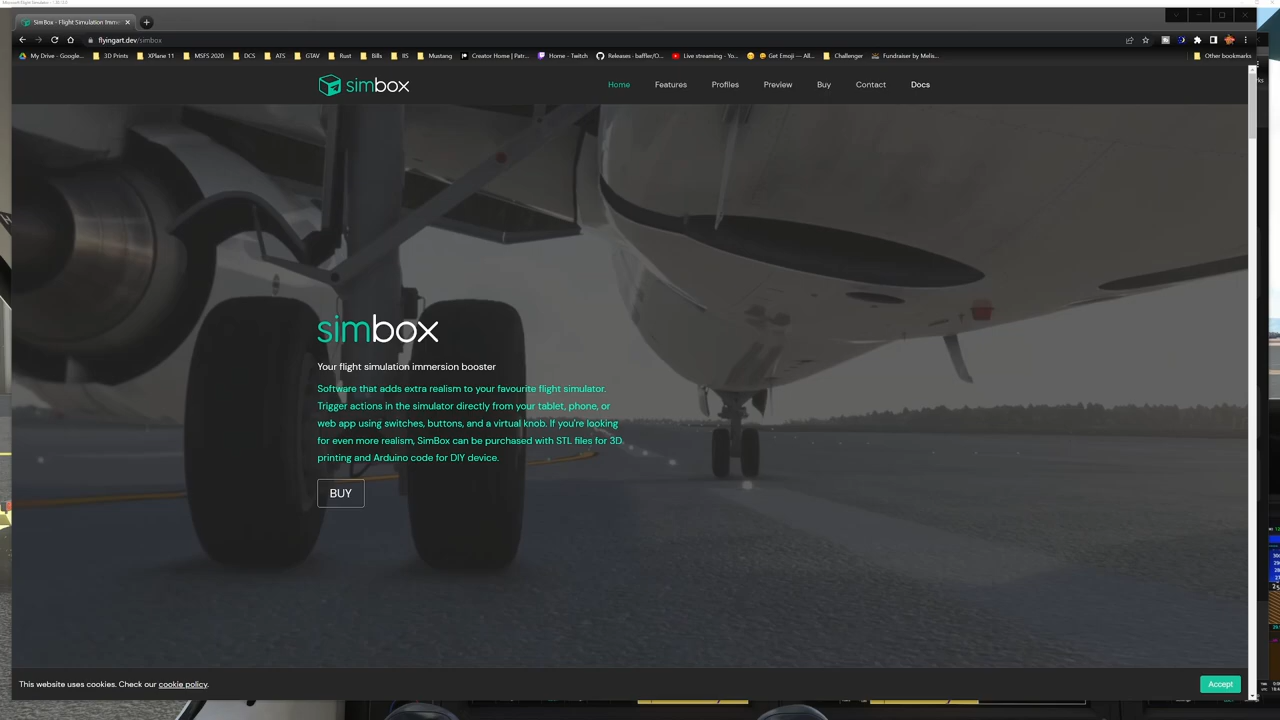 SimBox - Flight Simulation Imme
flyingart.dev/simbox
My Drive - Google...
3D Prints
XPlane 11
MSFS 2020
DCS
ATS
GTAV
Rust
Bills
IIS
Mustang
Creator Home | Patr...
Home - Twitch
Releases · baffler/O...
Live streaming - Yo...
Get Emoji — All...
Challenger
Fundraiser by Melis...
Other bookmarks
simbox
Home
Features
Profiles
Preview
Buy
Contact
Docs
simbox
Your flight simulation immersion booster
Software that adds extra realism to your favourite flight simulator.
Trigger actions in the simulator directly from your tablet, phone, or
web app using switches, buttons, and a virtual knob. If you're looking
for even more realism, SimBox can be purchased with STL files for 3D
printing and Arduino code for DIY device.
BUY
This website uses cookies. Check our cookie policy.
Accept